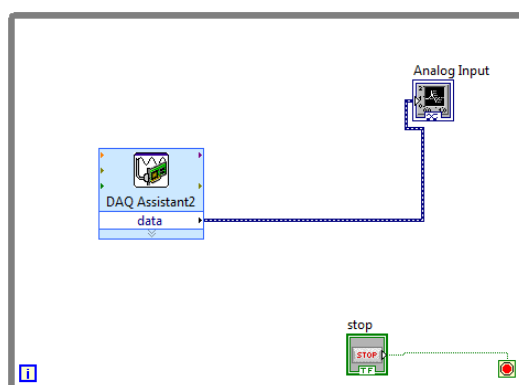 Analog Input
DAQ Assistant2
data
stop
STOP
TF
i